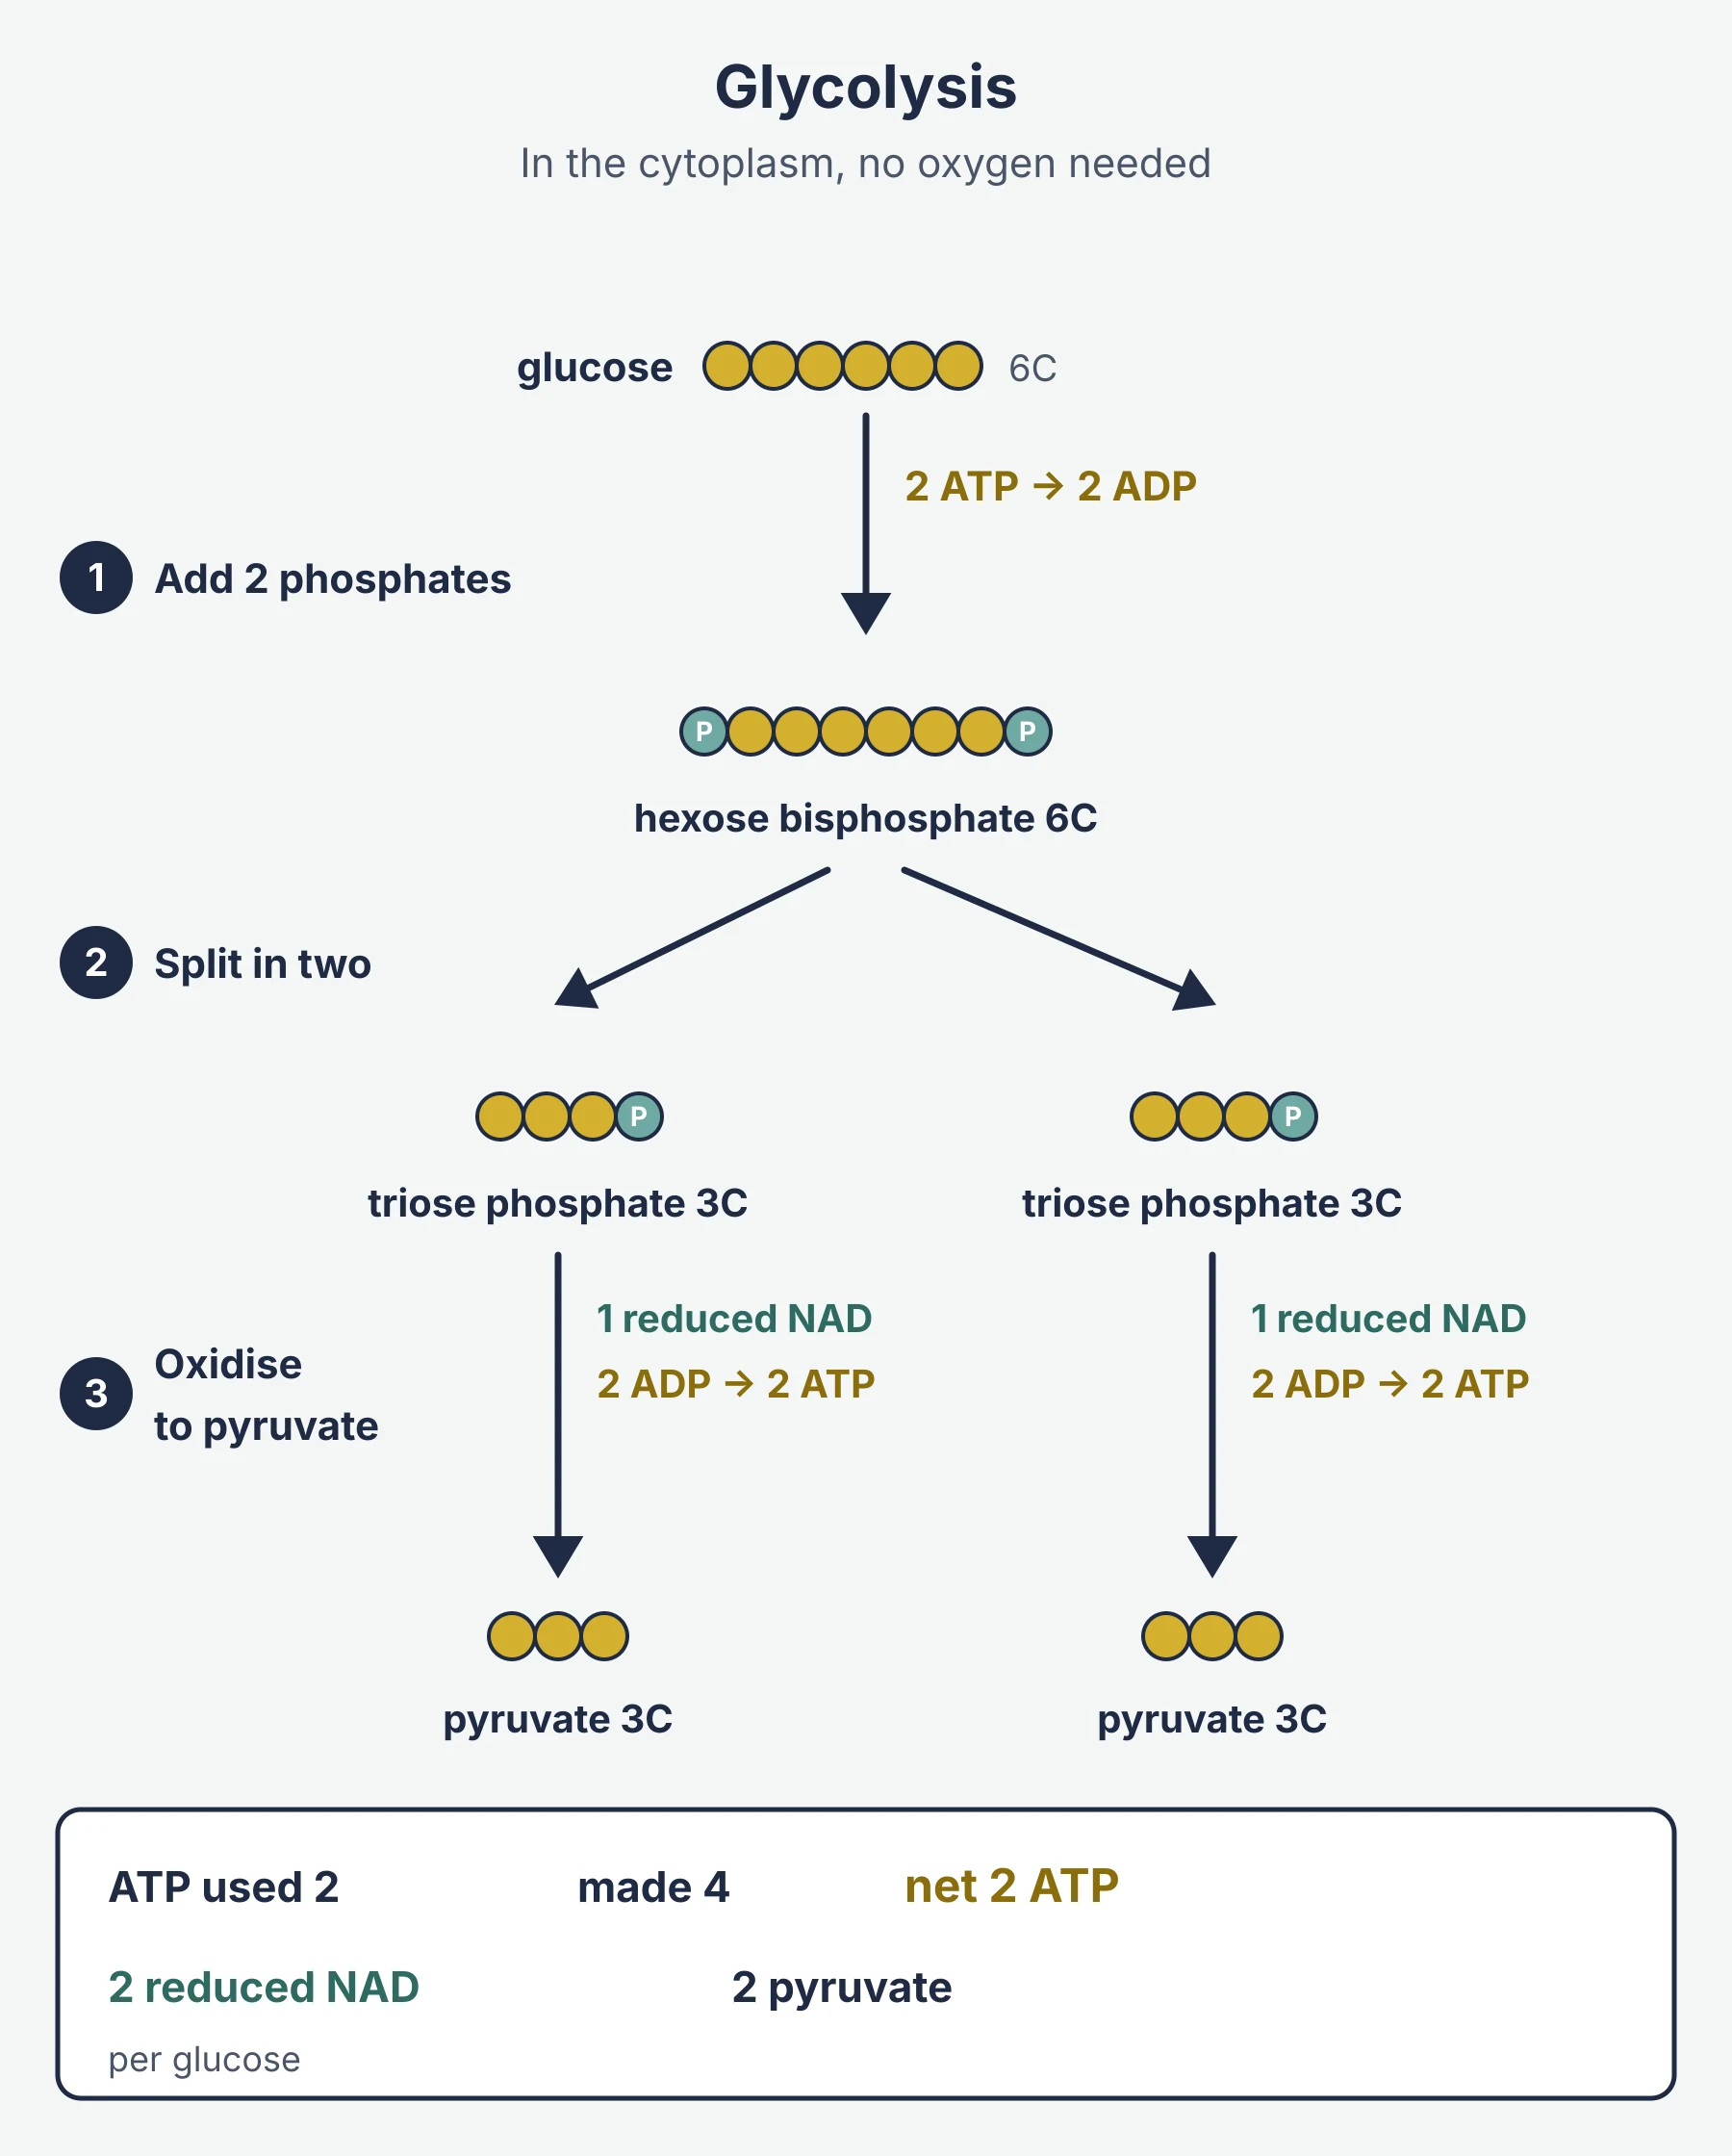 Glycolysis
In the cytoplasm, no oxygen needed
glucose 6C
2 ATP → 2 ADP
1 Add 2 phosphates
P P
hexose bisphosphate 6C
2 Split in two
P P
triose phosphate 3C triose phosphate 3C
1 reduced NAD 1 reduced NAD
2 ADP → 2 ATP 2 ADP → 2 ATP
3 Oxidise
to pyruvate
pyruvate 3C pyruvate 3C
ATP used 2 made 4 net 2 ATP
2 reduced NAD 2 pyruvate
per glucose